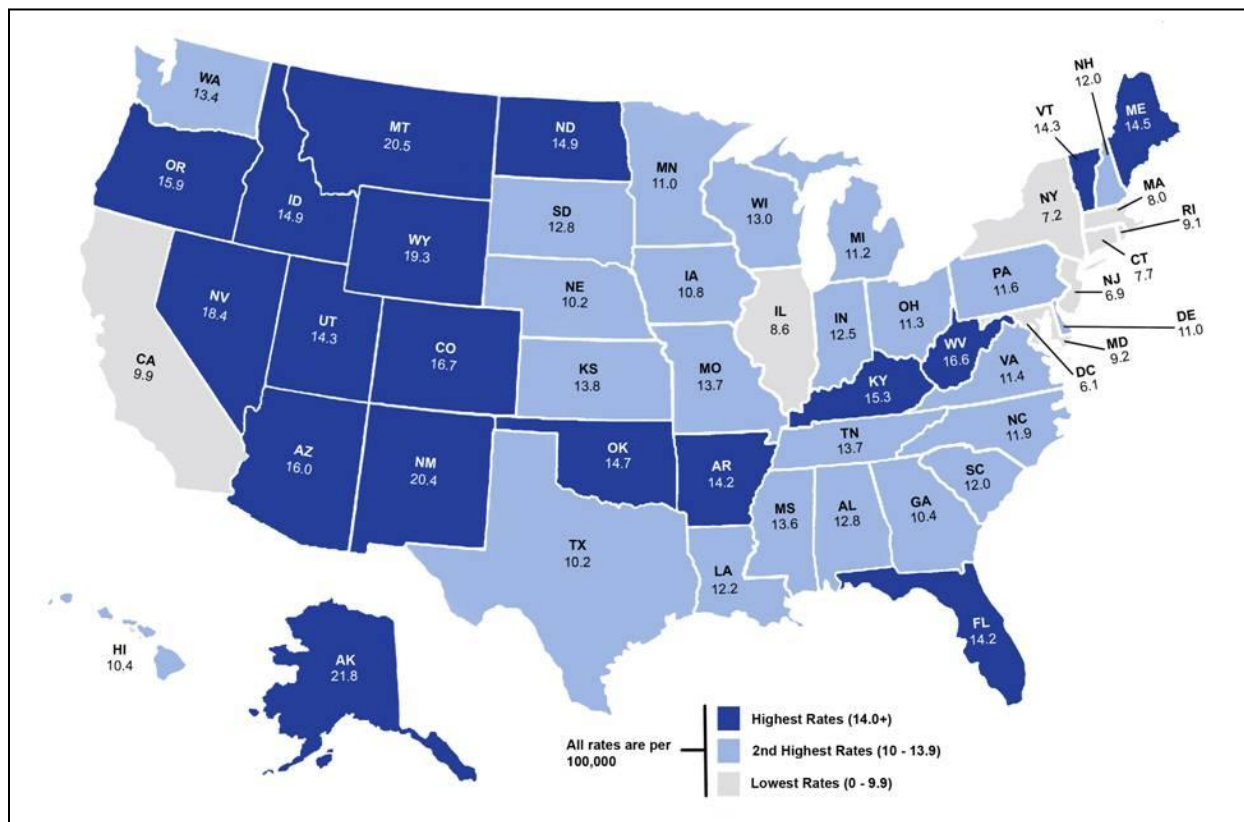 WA
13.4
MT
20.5
ND
14.9
MN
11.0
NH
12.0
VT
14.3
ME
14.5
OR
15.9
ID
14.9
SD
12.8
WI
13.0
NY
7.2
MA
8.0
RI
9.1
WY
19.3
MI
11.2
CT
7.7
IA
10.8
NE
10.2
PA
11.6
NJ
6.9
NV
18.4
UT
14.3
CO
16.7
IL
8.6
IN
12.5
OH
11.3
DE
11.0
MD
9.2
DC
6.1
CA
9.9
KS
13.8
MO
13.7
WV
16.6
VA
11.4
KY
15.3
AZ
16.0
NM
20.4
OK
14.7
AR
14.2
TN
13.7
NC
11.9
SC
12.0
MS
13.6
AL
12.8
GA
10.4
TX
10.2
LA
12.2
FL
14.2
HI
10.4
AK
21.8
All rates are per
100,000
Highest Rates (14.0+)
2nd Highest Rates (10 - 13.9)
Lowest Rates (0 - 9.9)